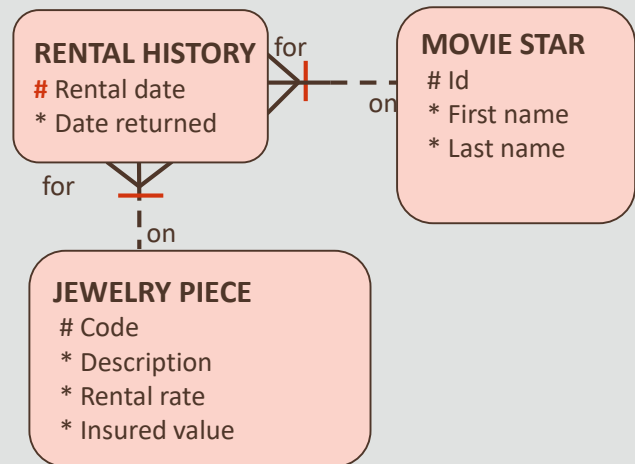 RENTAL HISTORY
# Rental date
* Date returned
for
on
MOVIE STAR
# Id
* First name
* Last name
for
on
JEWELRY PIECE
# Code
* Description
* Rental rate
* Insured value